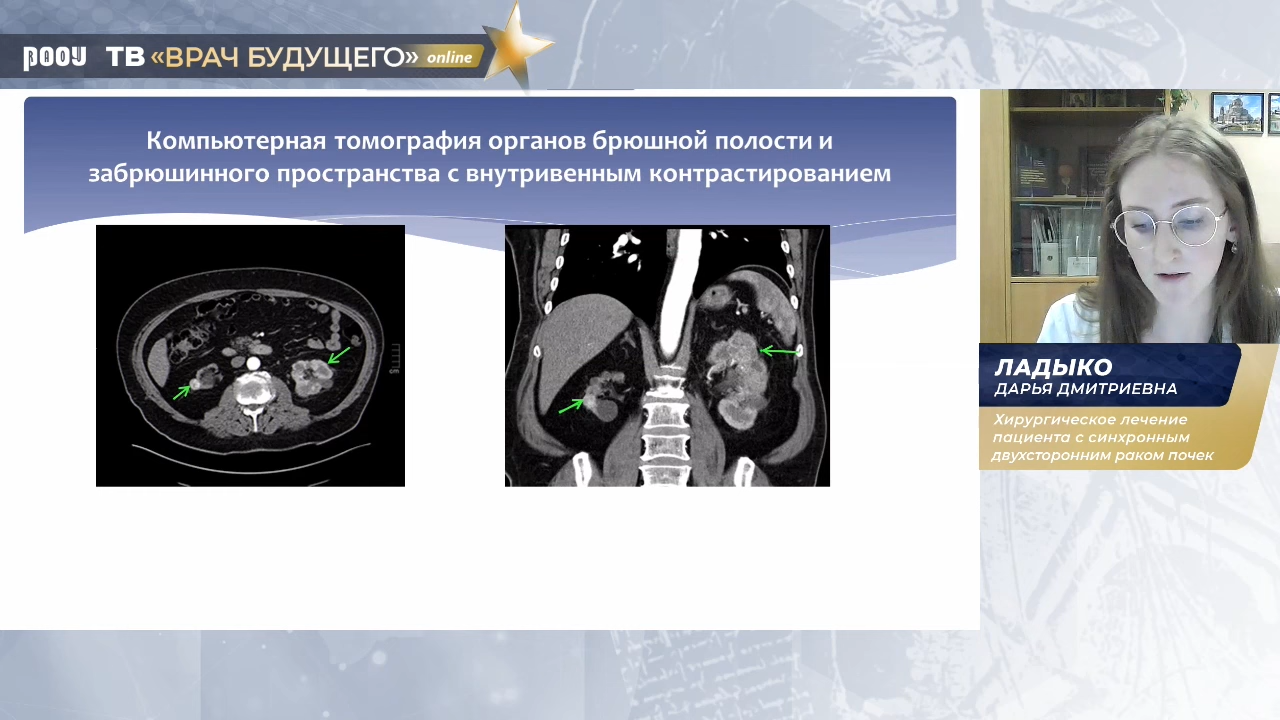 РООУ ТВ «ВРАЧ БУДУЩЕГО» online
Компьютерная томография органов брюшной полости и
забрюшинного пространства с внутривенным контрастированием
cm
ЛАДЫКО
ДАРЬЯ ДМИТРИЕВНА
Хирургическое лечение
пациента с синхронным
двухсторонним раком почек